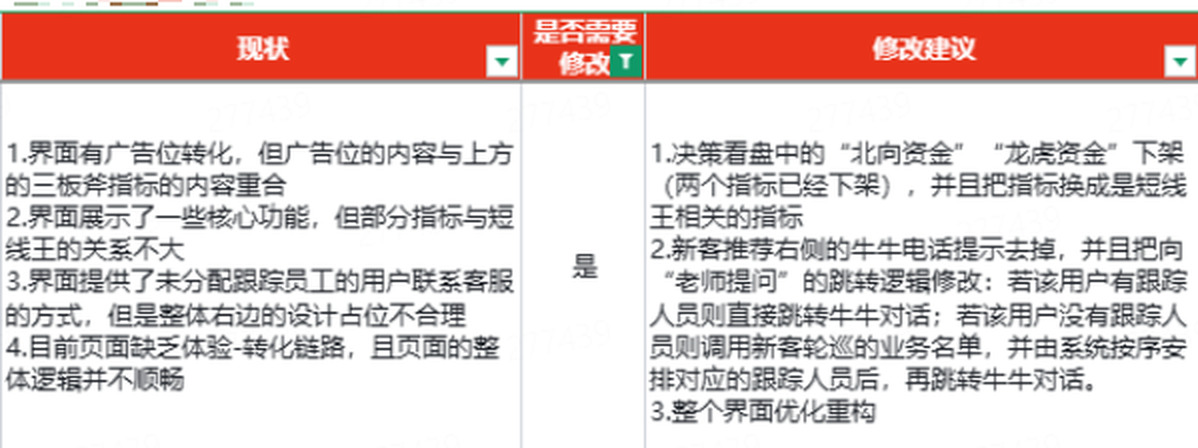 现状
是否需要
修改
修改建议
1.界面有广告位转化，但广告位的内容与上方
的三板斧指标的内容重合
2.界面展示了一些核心功能，但部分指标与短
线王的关系不大
3.界面提供了未分配跟踪员工的用户联系客服
的方式，但是整体右边的设计占位不合理
4.目前页面缺乏体验-转化链路，且页面的整
体逻辑并不顺畅
是
1.决策看盘中的“北向资金”“龙虎资金”下架
（两个指标已经下架），并且把指标换成是短线
王相关的指标
2.新客推荐右侧的牛牛电话提示去掉，并且把向
“老师提问”的跳转逻辑修改：若该用户有跟踪
人员则直接跳转牛牛对话；若该用户没有跟踪人
员则调用新客轮巡的业务名单，并由系统按序安
排对应的跟踪人员后，再跳转牛牛对话。
3.整个界面优化重构
277439
277439
277439
277439